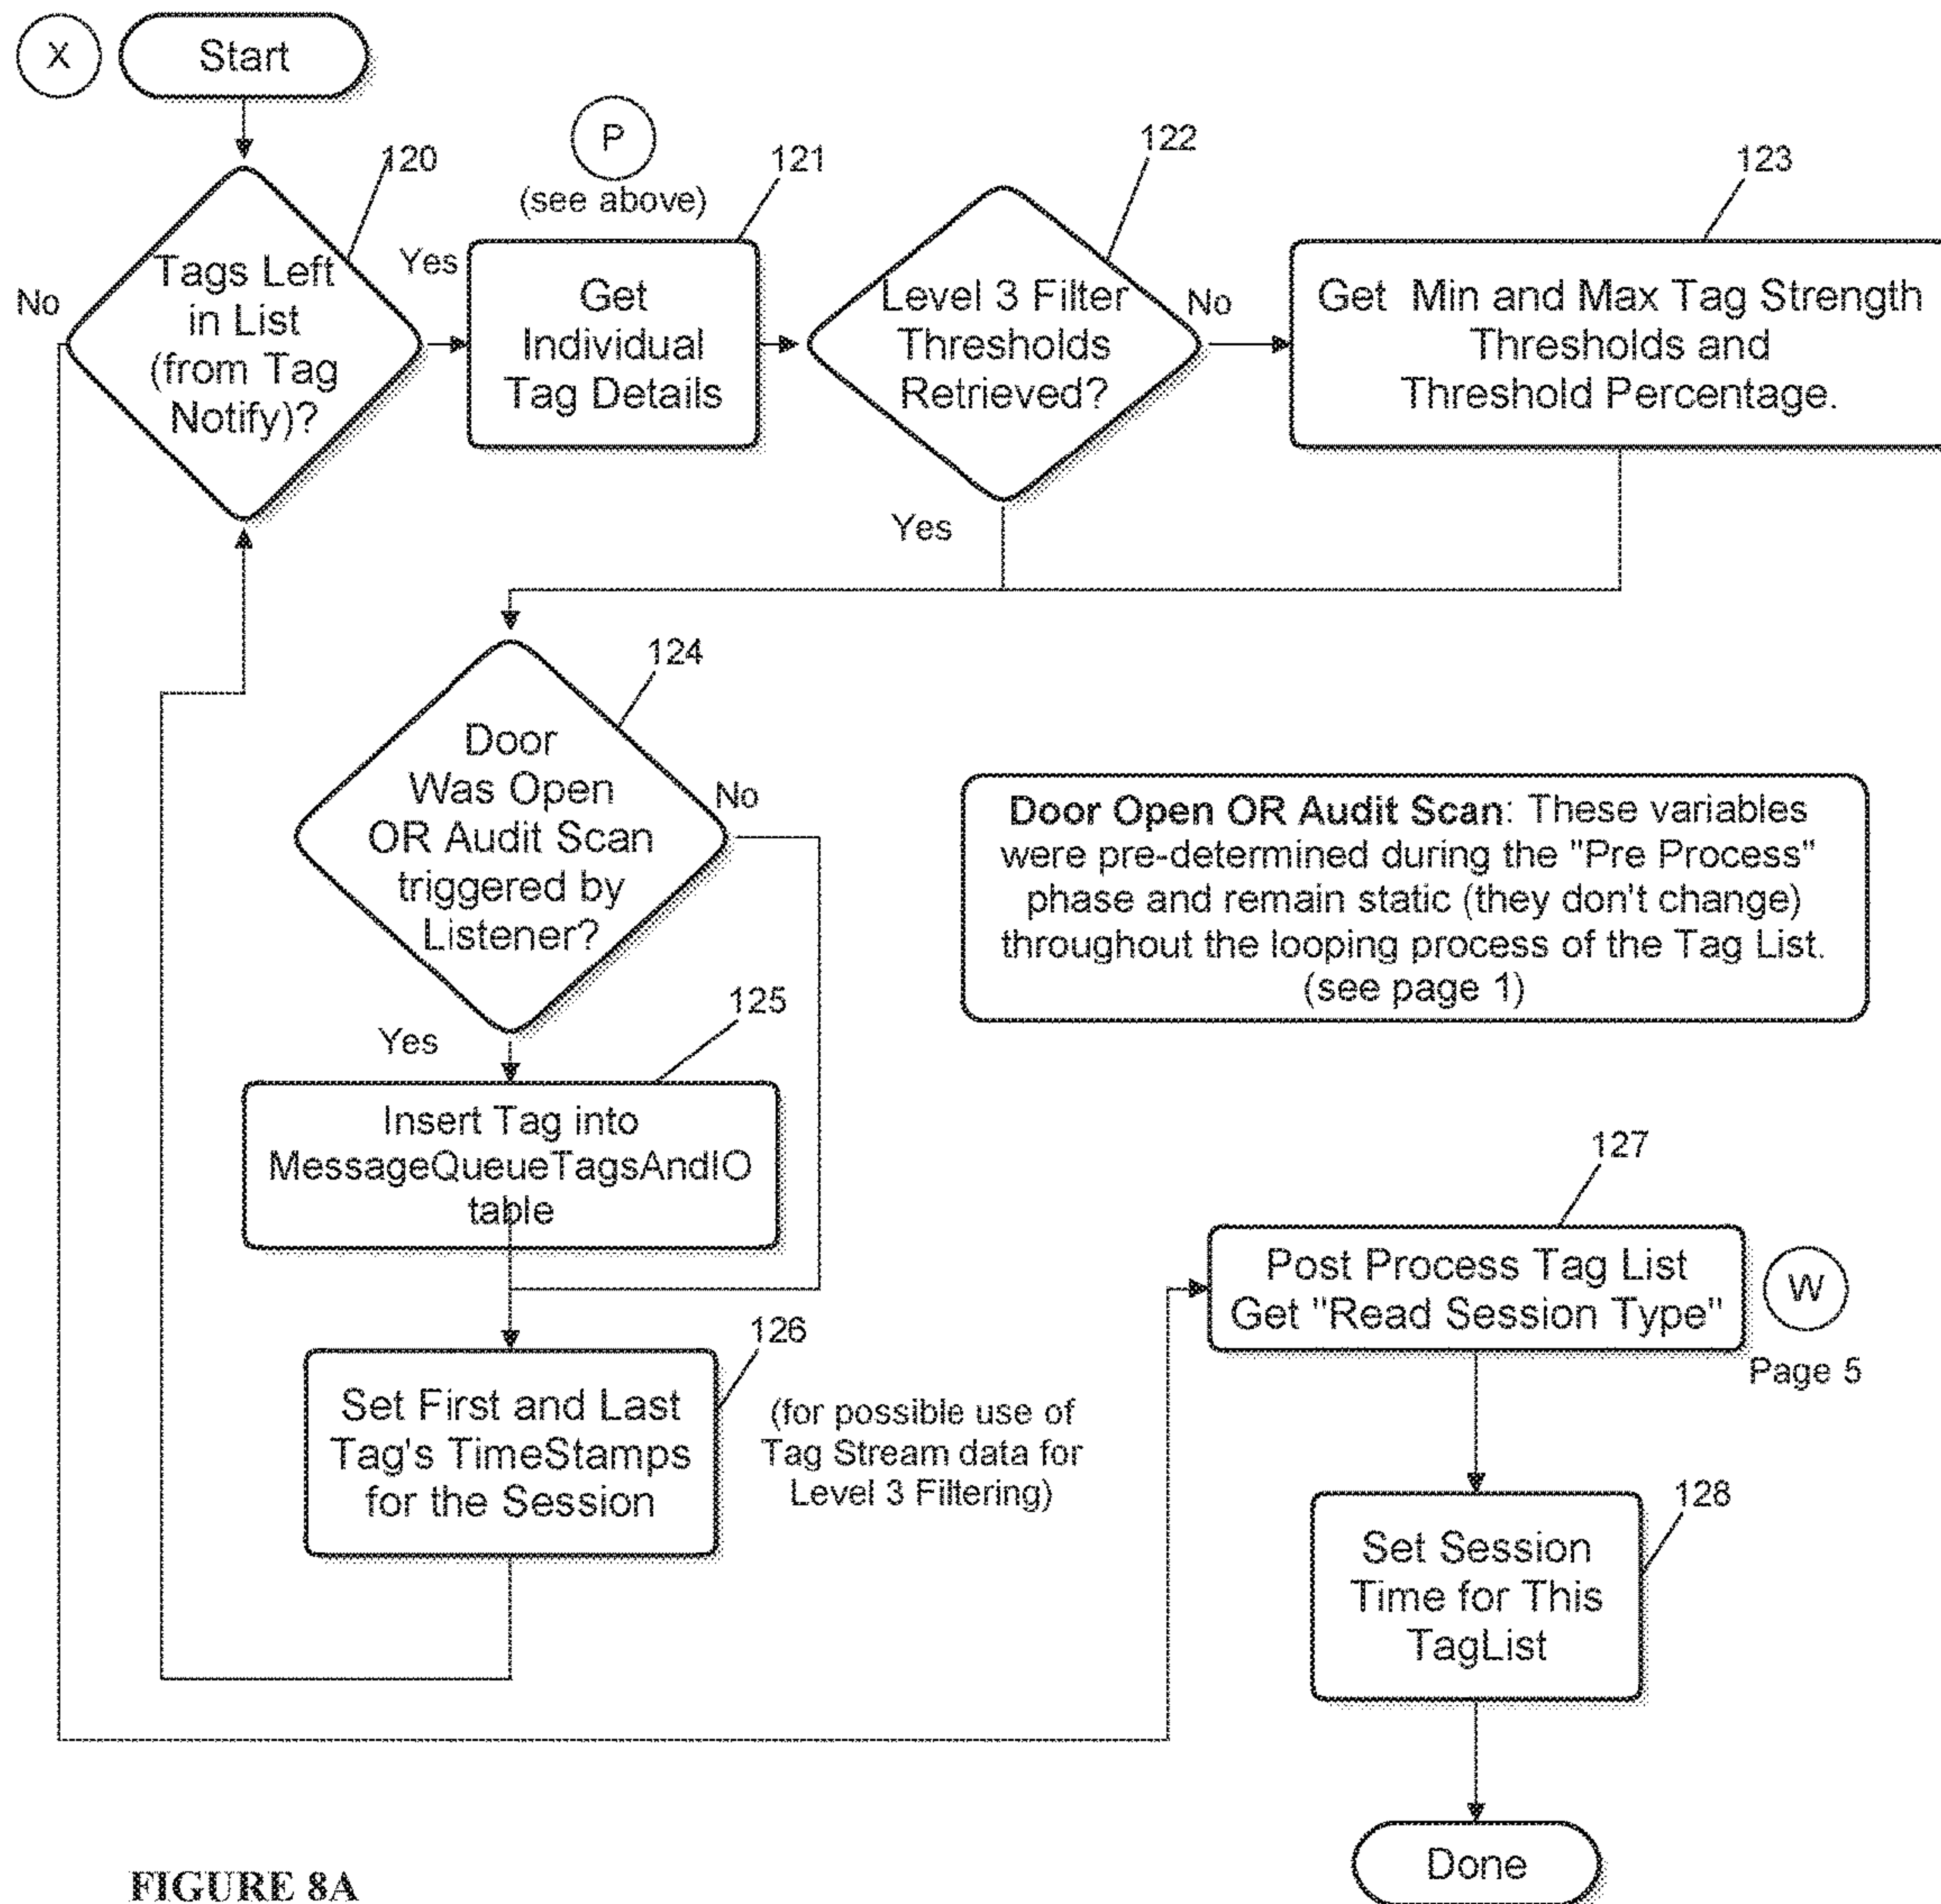 X
Start
120
Tags Left
in List
(from Tag
Notify)?
No
Yes
P
(see above)
121
Get
Individual
Tag Details
122
Level 3 Filter
Thresholds
Retrieved?
No
Yes
123
Get Min and Max Tag Strength
Thresholds and
Threshold Percentage.
124
Door
Was Open
OR Audit Scan
triggered by
Listener?
No
Yes
Door Open OR Audit Scan: These variables
were pre-determined during the "Pre Process"
phase and remain static (they don't change)
throughout the looping process of the Tag List.
(see page 1)
125
Insert Tag into
MessageQueueTagsAndIO
table
126
Set First and Last
Tag's TimeStamps
for the Session
(for possible use of
Tag Stream data for
Level 3 Filtering)
127
Post Process Tag List
Get "Read Session Type"
W
Page 5
128
Set Session
Time for This
TagList
Done
FIGURE 8A